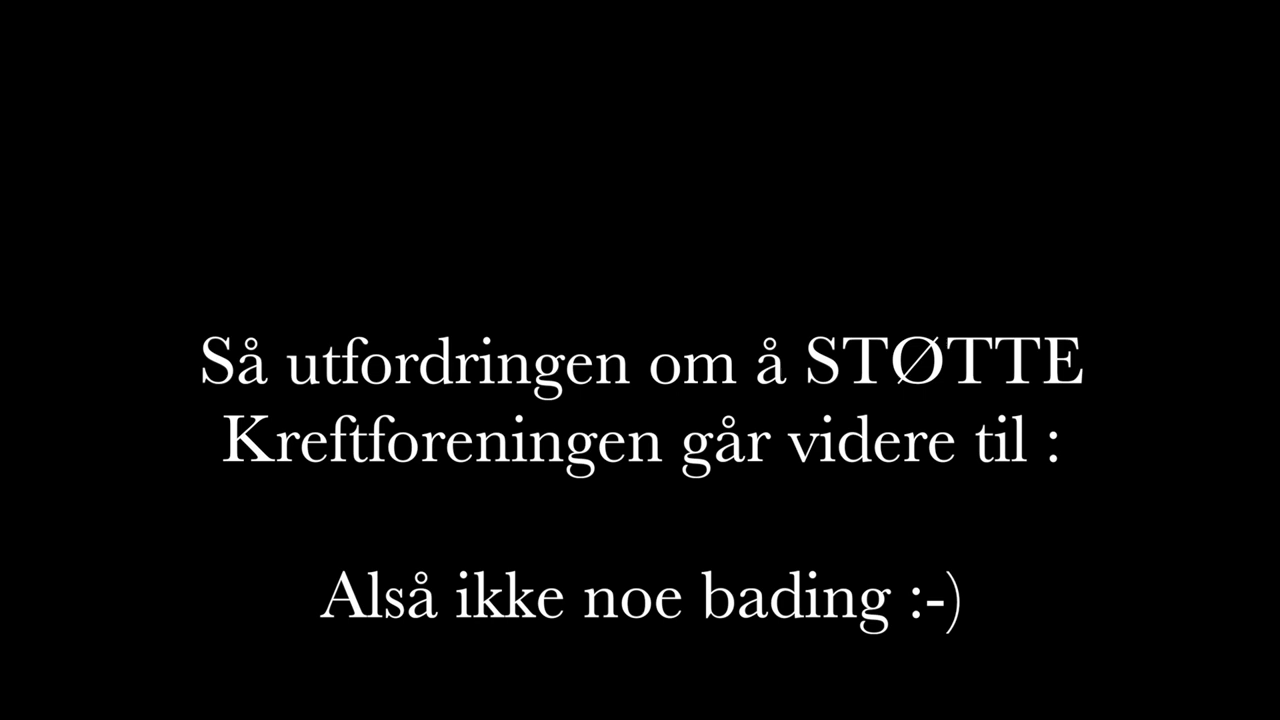 Så utfordringen om å STØTTE
Kreftforeningen går videre til :
Alså ikke noe bading :-)